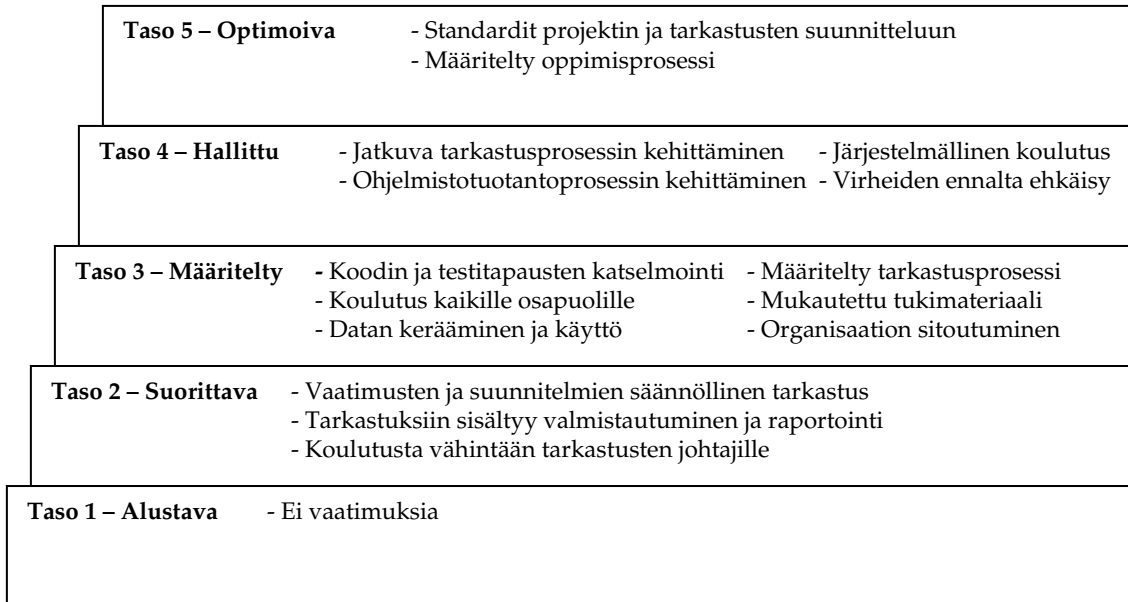 Taso 5 – Optimoiva - Standardit projektin ja tarkastusten suunnitteluun
- Määritelty oppimisprosessi
Taso 4 – Hallittu - Jatkuva tarkastusprosessin kehittäminen - Järjestelmällinen koulutus
- Ohjelmistotuotantoprosessin kehittäminen - Virheiden ennalta ehkäisy
Taso 3 – Määritelty - Koodin ja testitapausten katselmointi - Määritelty tarkastusprosessi
- Koulutus kaikille osapuolille - Mukautettu tukimateriaali
- Datan kerääminen ja käyttö - Organisaation sitoutuminen
Taso 2 – Suorittava - Vaatimusten ja suunnitelmien säännöllinen tarkastus
- Tarkastuksiin sisältyy valmistautuminen ja raportointi
- Koulutusta vähintään tarkastusten johtajille
Taso 1 – Alustava - Ei vaatimuksia